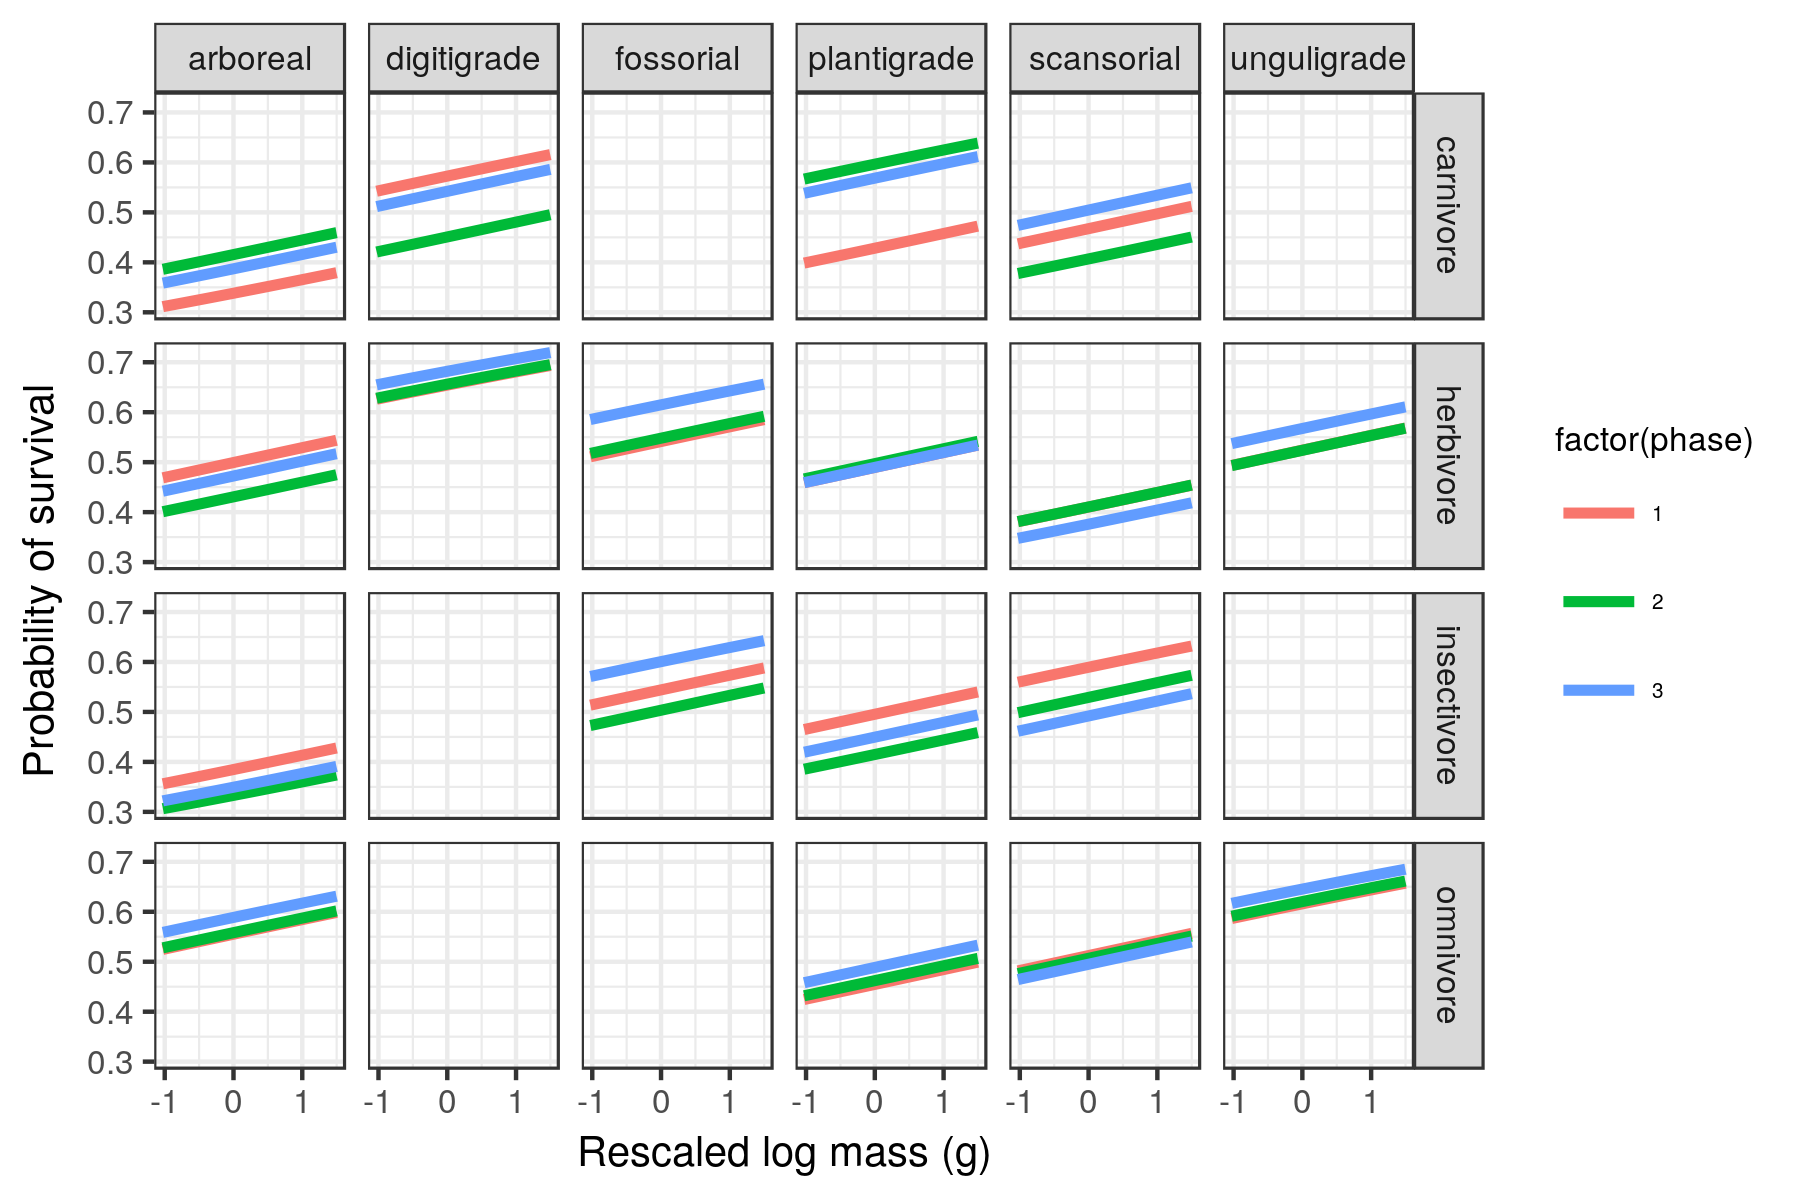 arboreal digitigrade fossorial plantigrade scansorial unguligrade
0.7
0.6
0.5
0.4
0.3
carnivore
0.7
0.6
0.5
0.4
0.3
herbivore
0.7
0.6
0.5
0.4
0.3
insectivore
0.7
0.6
0.5
0.4
0.3
omnivore
-1 0 1 -1 0 1 -1 0 1 -1 0 1 -1 0 1 -1 0 1
Rescaled log mass (g)
Probability of survival
factor(phase)
1
2
3